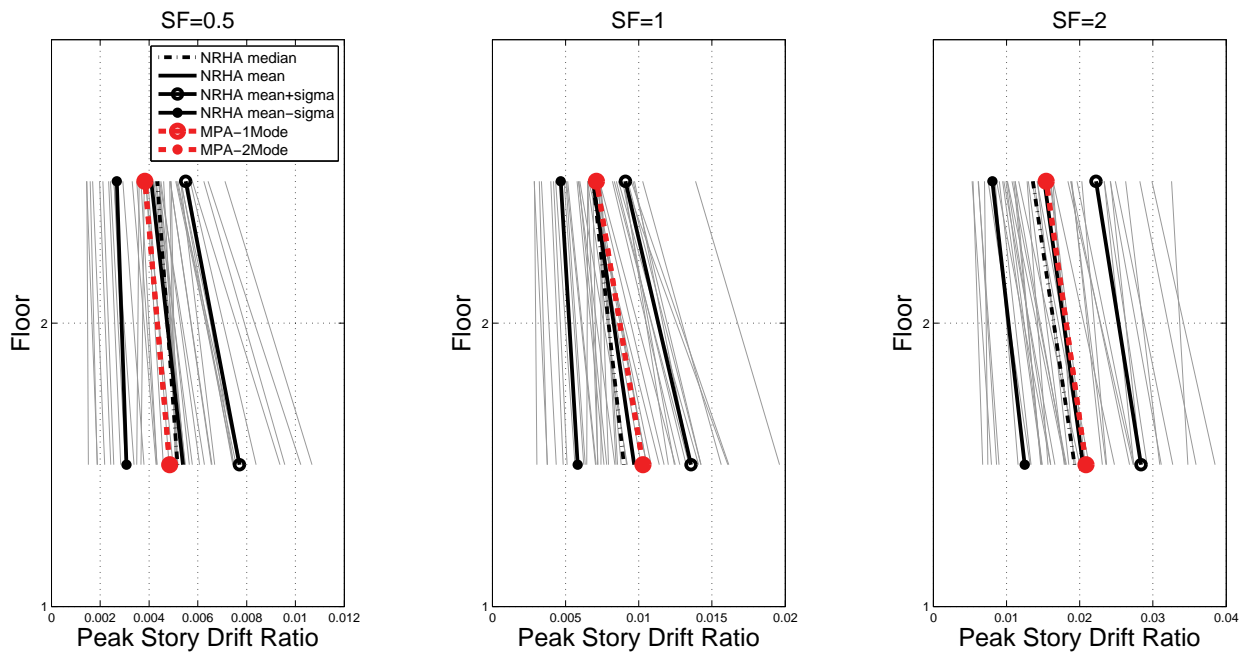 SF=0.5
NRHA median
NRHA mean
NRHA mean+sigma
NRHA mean−sigma
MPA−1Mode
MPA−2Mode
2
1
Floor
0 0.002 0.004 0.006 0.008 0.01 0.012
Peak Story Drift Ratio
SF=1
2
1
Floor
0 0.005 0.01 0.015 0.02
Peak Story Drift Ratio
SF=2
2
1
Floor
0 0.01 0.02 0.03 0.04
Peak Story Drift Ratio